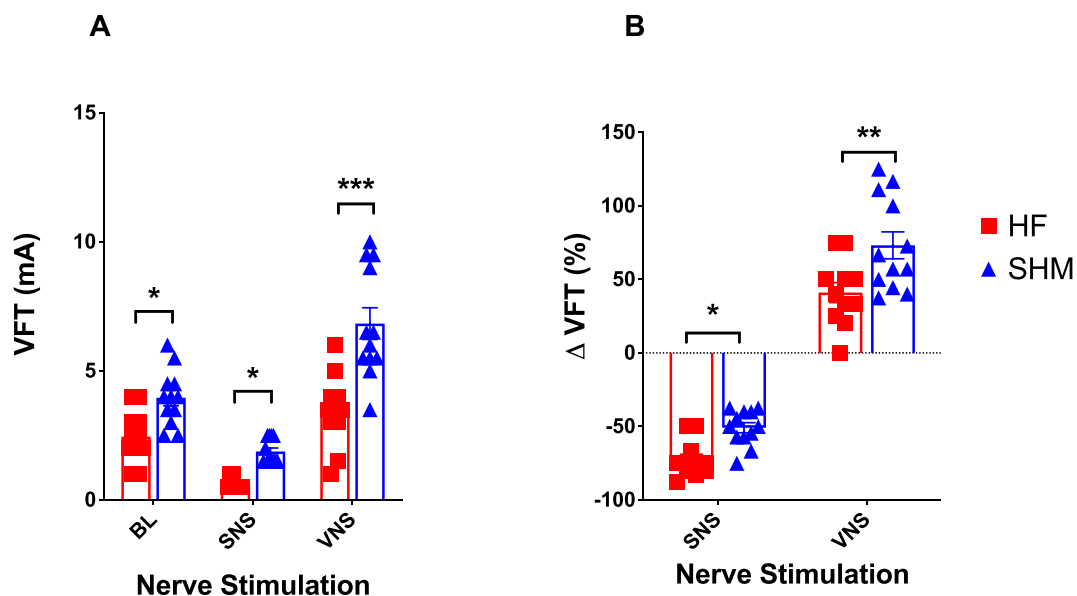 A
VFT (mA)
15
10
5
0
*
*
***
BL
SNS
VNS
Nerve Stimulation
B
Δ VFT (%)
150
100
50
0
-50
-100
*
**
SNS
VNS
Nerve Stimulation
HF
SHM